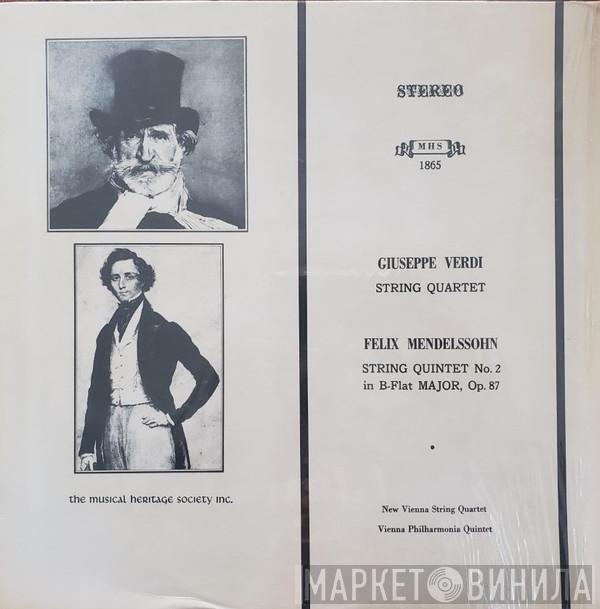 STEREO
MHS
1865
GIUSEPPE VERDI
STRING QUARTET
FELIX MENDELSSOHN
STRING QUINTET No. 2
in B-Flat MAJOR, Op. 87
the musical heritage society inc.
New Vienna String Quartet
Vienna Philharmonia Quintet
МАРКЕТ ВИНИЛА